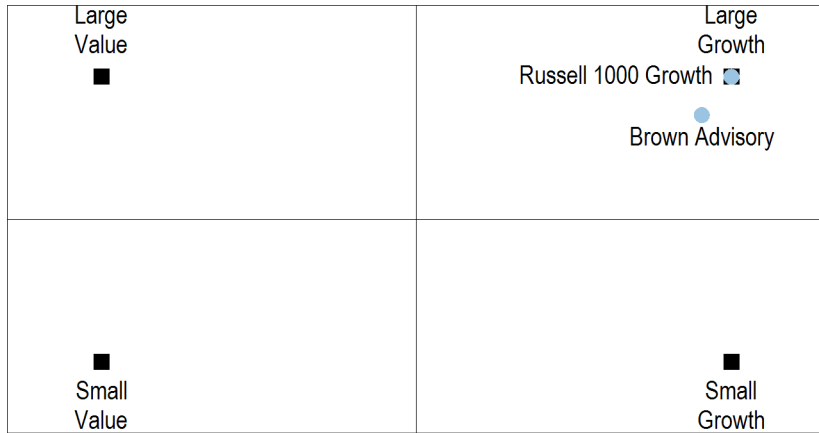 Large
Value
Large
Growth
Russell 1000 Growth
Brown Advisory
Small
Value
Small
Growth